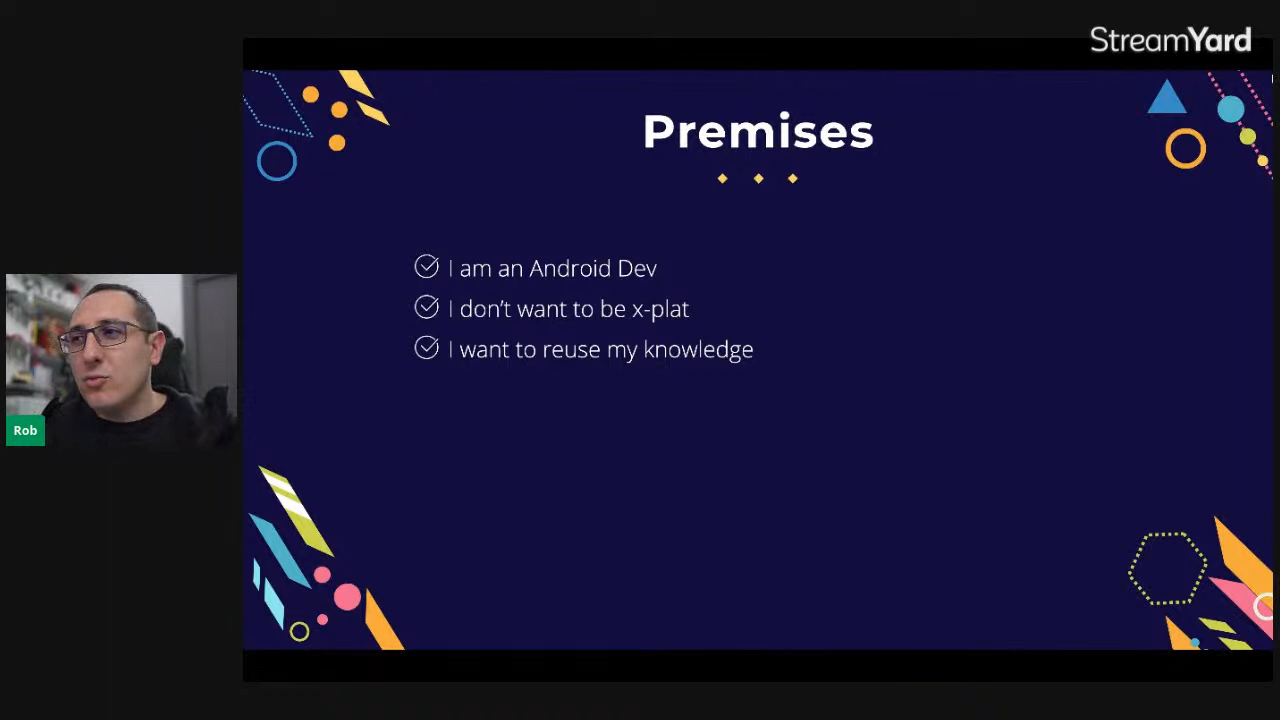 StreamYard
Premises
I am an Android Dev
I don’t want to be x-plat
I want to reuse my knowledge
Rob